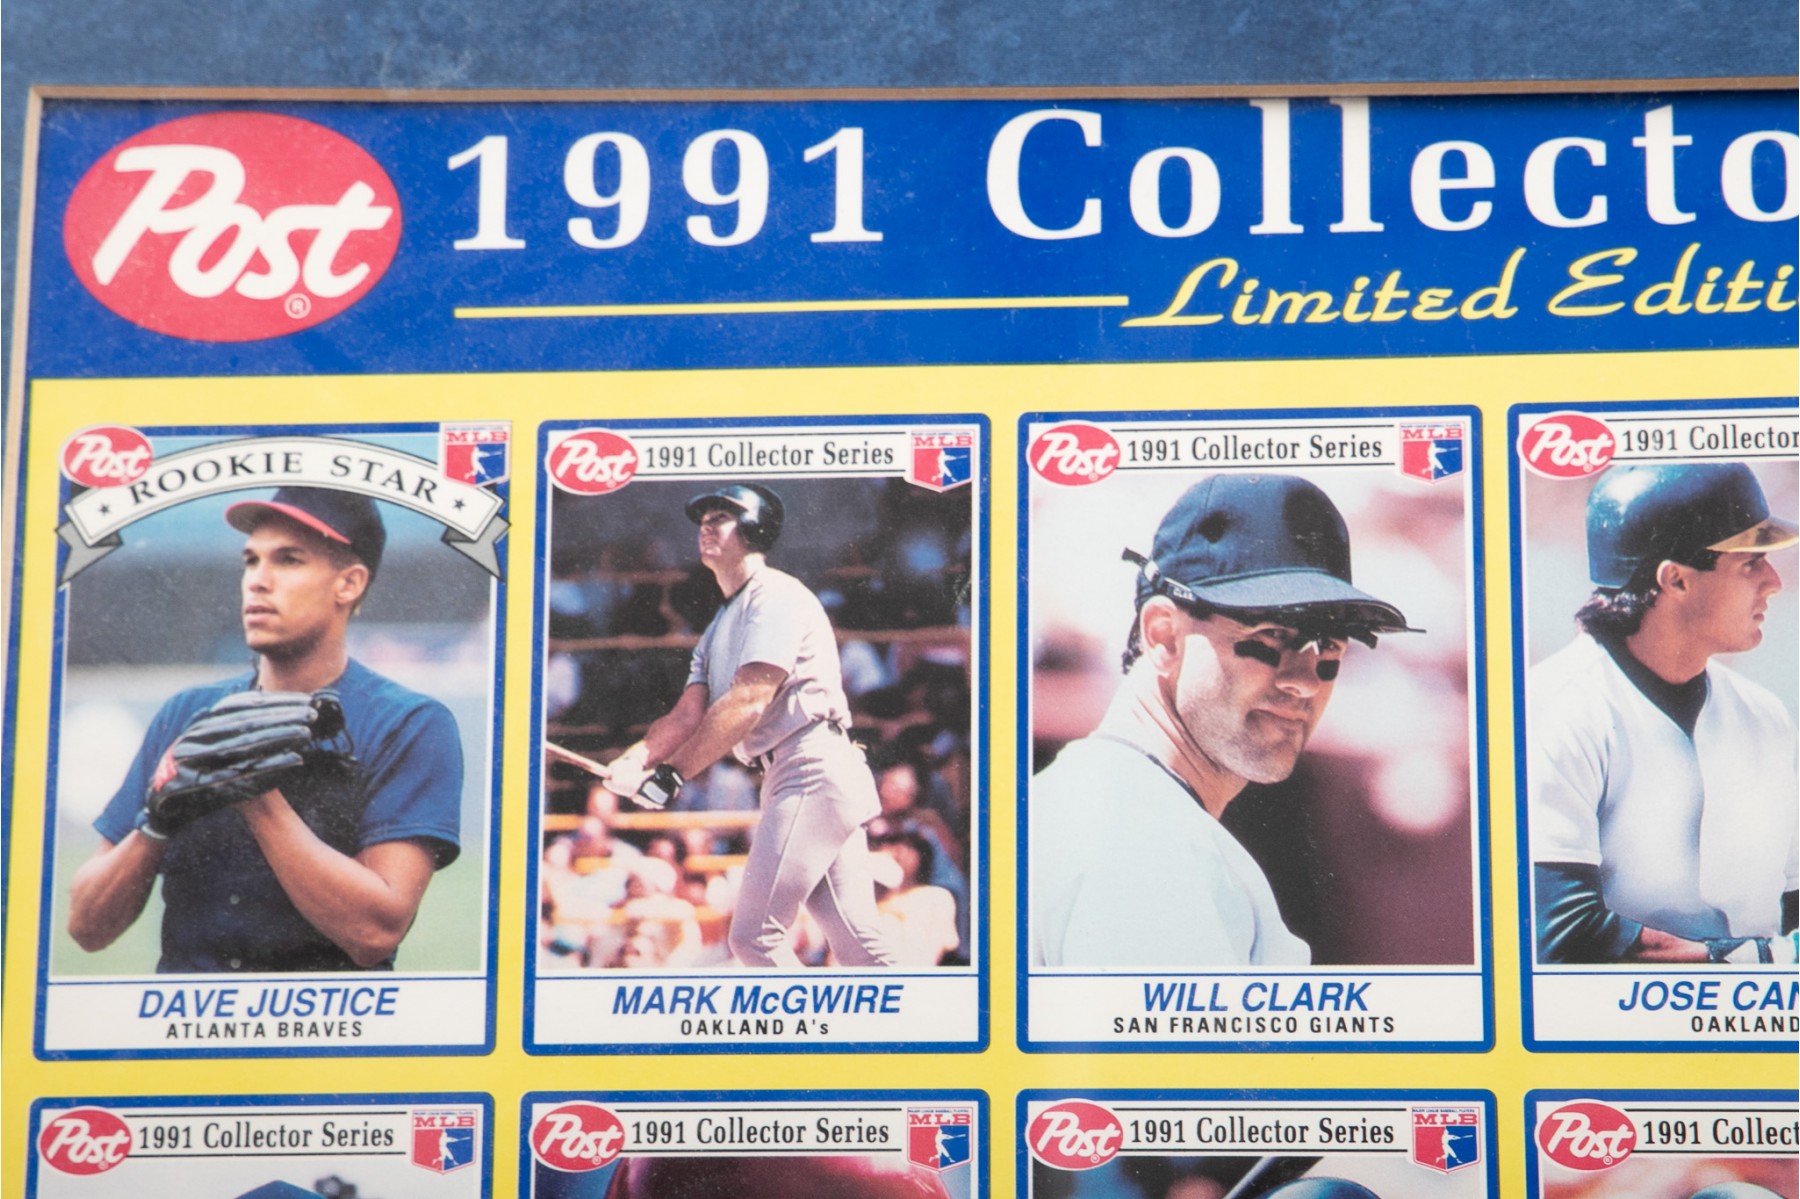 Post®
1991 Collecto
Limited Editi
Post
ROOKIE STAR
MLB
DAVE JUSTICE
ATLANTA BRAVES
Post
1991 Collector Series
MLB
MARK McGWIRE
OAKLAND A's
Post
1991 Collector Series
MLB
WILL CLARK
SAN FRANCISCO GIANTS
Post
1991 Collector
JOSE CAN
OAKLAND
Post
1991 Collector Series
MLB
Post
1991 Collector Series
MLB
Post
1991 Collector Series
MLB
Post
1991 Collect